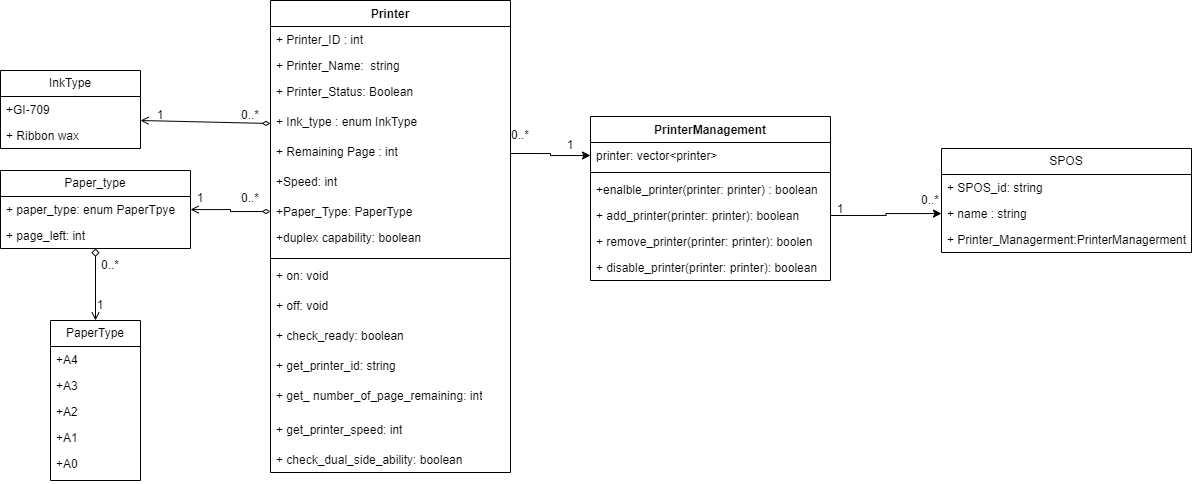 InkType
+GI-709
+ Ribbon wax
1
0..*
Paper_type
+ paper_type: enum PaperTpye
+ page_left: int
1
0..*
0..*
1
PaperType
+A4
+A3
+A2
+A1
+A0
Printer
+ Printer_ID : int
+ Printer_Name: string
+ Printer_Status: Boolean
+ Ink_type : enum InkType
+ Remaining Page : int
+Speed: int
+Paper_Type: PaperType
+duplex capability: boolean
+ on: void
+ off: void
+ check_ready: boolean
+ get_printer_id: string
+ get_ number_of_page_remaining: int
+ get_printer_speed: int
+ check_dual_side_ability: boolean
0..*
1
PrinterManagement
printer: vector<printer>
+enalble_printer(printer: printer) : boolean
+ add_printer(printer: printer): boolean
+ remove_printer(printer: printer): boolen
+ disable_printer(printer: printer): boolean
1
0..*
SPOS
+ SPOS_id: string
+ name : string
+ Printer_Managerment:PrinterManagerment